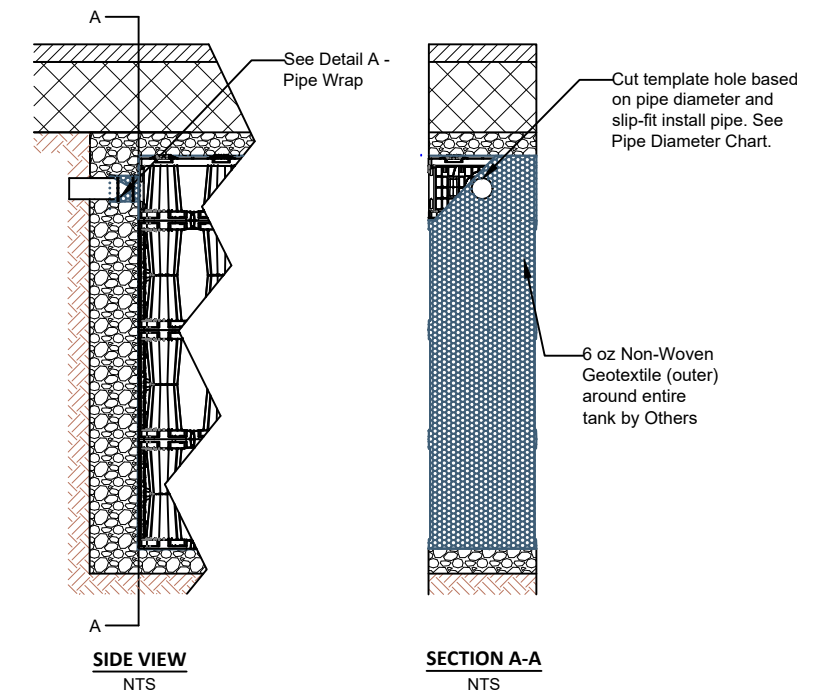 A
See Detail A -
Pipe Wrap
Cut template hole based
on pipe diameter and
slip-fit install pipe. See
Pipe Diameter Chart.
6 oz Non-Woven
Geotextile (outer)
around entire
tank by Others
A
SIDE VIEW
NTS
SECTION A-A
NTS